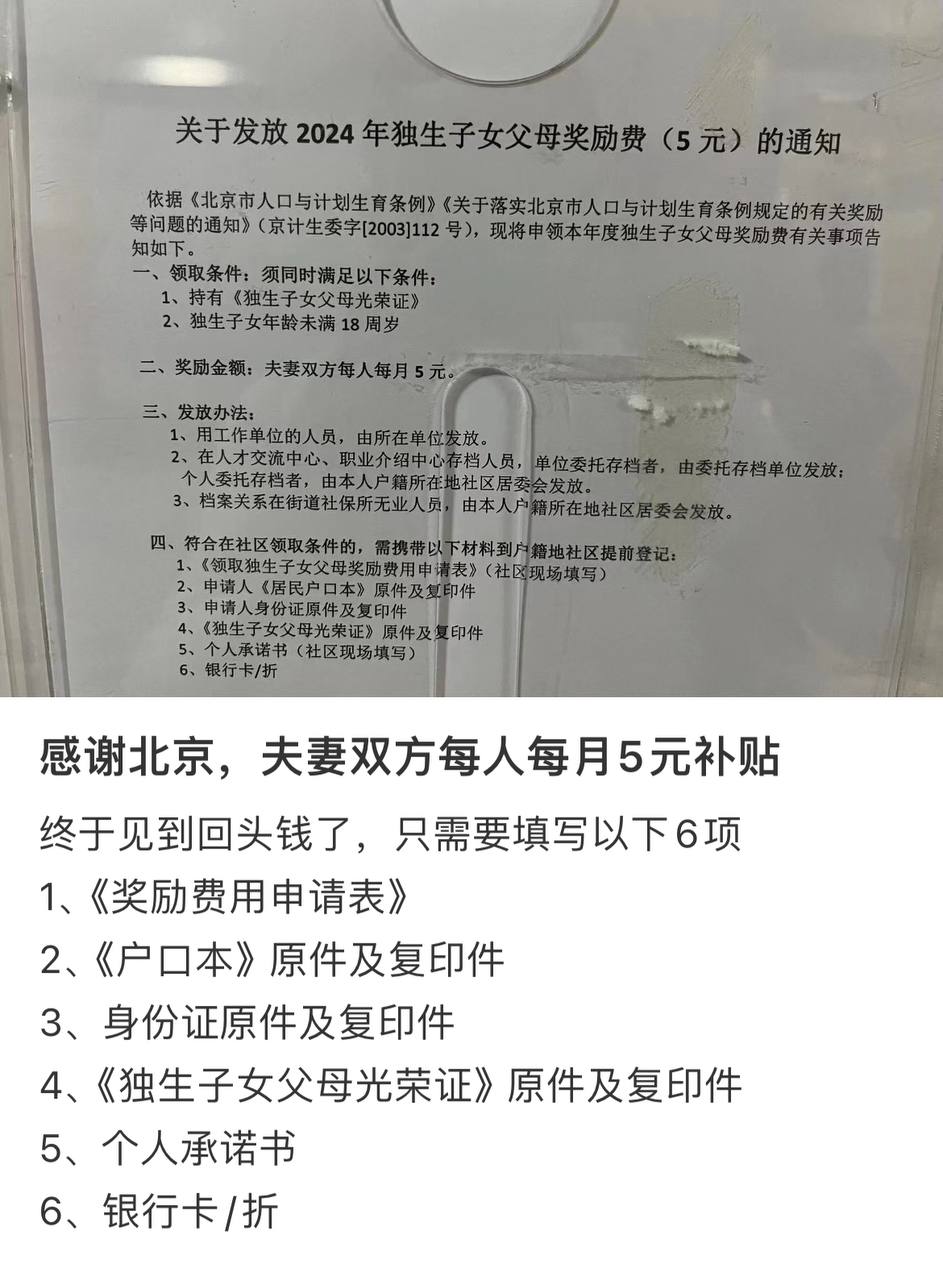 关于发放 2024 年独生子女父母奖励费（5 元）的通知
依据《北京市人口与计划生育条例》《关于落实北京市人口与计划生育条例规定的有关奖励
等问题的通知》（京计生委字[2003]112 号），现将申领本年度独生子女父母奖励费有关事项告
知如下。
一、领取条件：须同时满足以下条件：
1、持有《独生子女父母光荣证》
2、独生子女年龄未满 18 周岁
二、奖励金额：夫妻双方每人每月 5 元。
三、发放办法：
1、用工作单位的人员，由所在单位发放。
2、在人才交流中心、职业介绍中心存档人员，单位委托存档者，由委托存档单位发放；
个人委托存档者，由本人户籍所在地社区居委会发放。
3、档案关系在街道社保所无业人员，由本人户籍所在地社区居委会发放。
四、符合在社区领取条件的，需携带以下材料到户籍地社区提前登记：
1、《领取独生子女父母奖励费用申请表》（社区现场填写）
2、申请人《居民户口本》原件及复印件
3、申请人身份证原件及复印件
4、《独生子女父母光荣证》原件及复印件
5、个人承诺书（社区现场填写）
6、银行卡/折
感谢北京，夫妻双方每人每月5元补贴
终于见到回头钱了，只需要填写以下6项
1、《奖励费用申请表》
2、《户口本》原件及复印件
3、身份证原件及复印件
4、《独生子女父母光荣证》原件及复印件
5、个人承诺书
6、银行卡/折